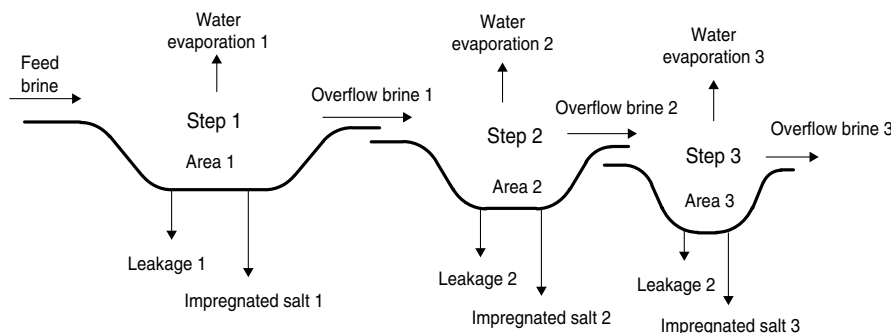 Water
evaporation 1
Water
evaporation 2
Water
evaporation 3
Feed
brine
Overflow brine 1
Overflow brine 2
Overflow brine 3
Step 1
Step 2
Step 3
Area 1
Area 2
Area 3
Leakage 1
Leakage 2
Leakage 2
Impregnated salt 1
Impregnated salt 2
Impregnated salt 3